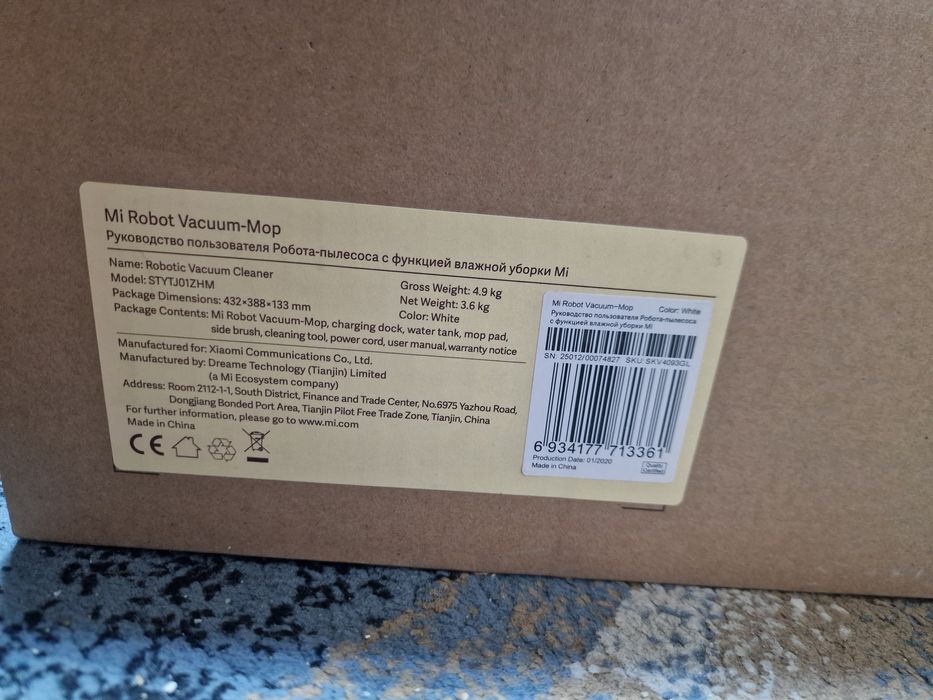 Mi Robot Vacuum-Mop
Руководство пользователя Робота-пылесоса с функцией влажной уборки Mi
Name: Robotic Vacuum Cleaner
Model: STYTJ01ZHM
Package Dimensions: 432×388×133 mm
Gross Weight: 4.9 kg
Net Weight: 3.6 kg
Color: White
Package Contents: Mi Robot Vacuum-Mop, charging dock, water tank, mop pad,
side brush, cleaning tool, power cord, user manual, warranty notice
Manufactured for: Xiaomi Communications Co., Ltd.
Manufactured by: Dreame Technology (Tianjin) Limited
(a Mi Ecosystem company)
Address: Room 2112-1-1, South District, Finance and Trade Center, No.6975 Yazhou Road,
Dongjiang Bonded Port Area, Tianjin Pilot Free Trade Zone, Tianjin, China
For further information, please go to www.mi.com
Made in China
CE
Mi Robot Vacuum-Mop Color: White
Руководство пользователя Робота-пылесоса
с функцией влажной уборки Mi
SN: 25012/00074827 SKU: SKV4093GL
6 934177 713361
Production Date: 01/2020
Made in China
Quality
Certified